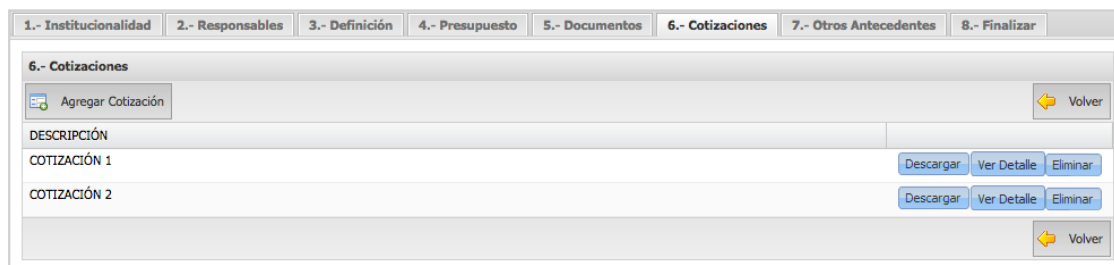 1.- Institucionalidad 2.- Responsables 3.- Definición 4.- Presupuesto 5.- Documentos 6.- Cotizaciones 7.- Otros Antecedentes 8.- Finalizar
6.- Cotizaciones
Agregar Cotización Volver
DESCRIPCIÓN
COTIZACIÓN 1 Descargar Ver Detalle Eliminar
COTIZACIÓN 2 Descargar Ver Detalle Eliminar
Volver